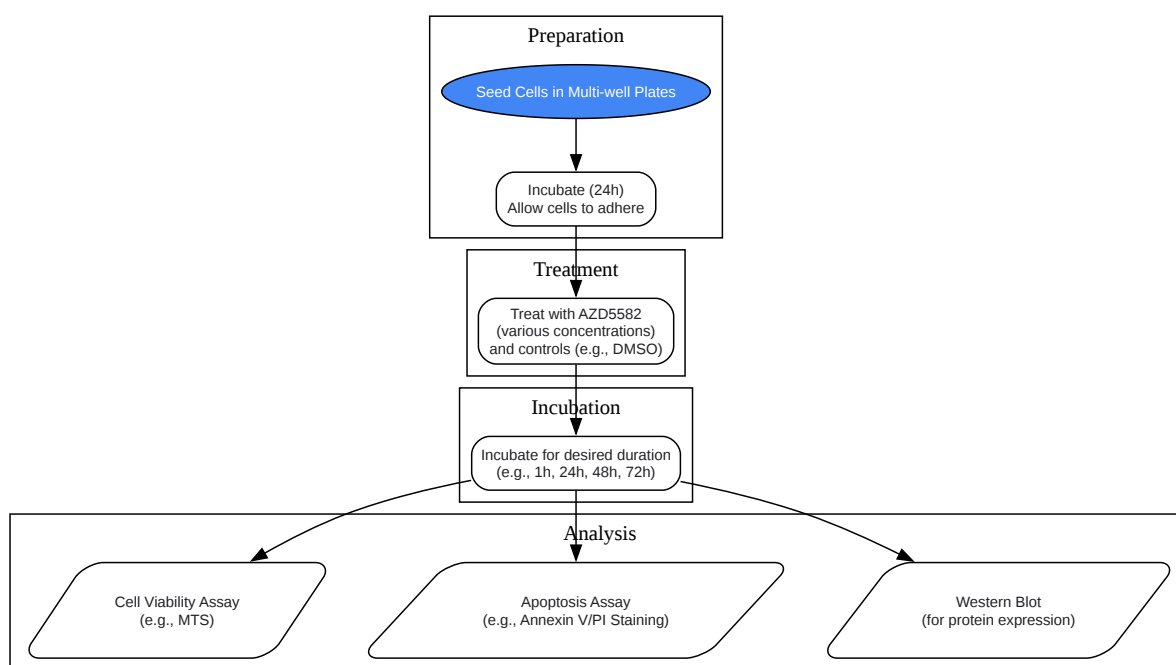 Preparation
Seed Cells in Multi-well Plates
Incubate (24h)
Allow cells to adhere
Treatment
Treat with AZD5582
(various concentrations)
and controls (e.g., DMSO)
Incubation
Incubate for desired duration
(e.g., 1h, 24h, 48h, 72h)
Analysis
Cell Viability Assay
(e.g., MTS)
Apoptosis Assay
(e.g., Annexin V/PI Staining)
Western Blot
(for protein expression)